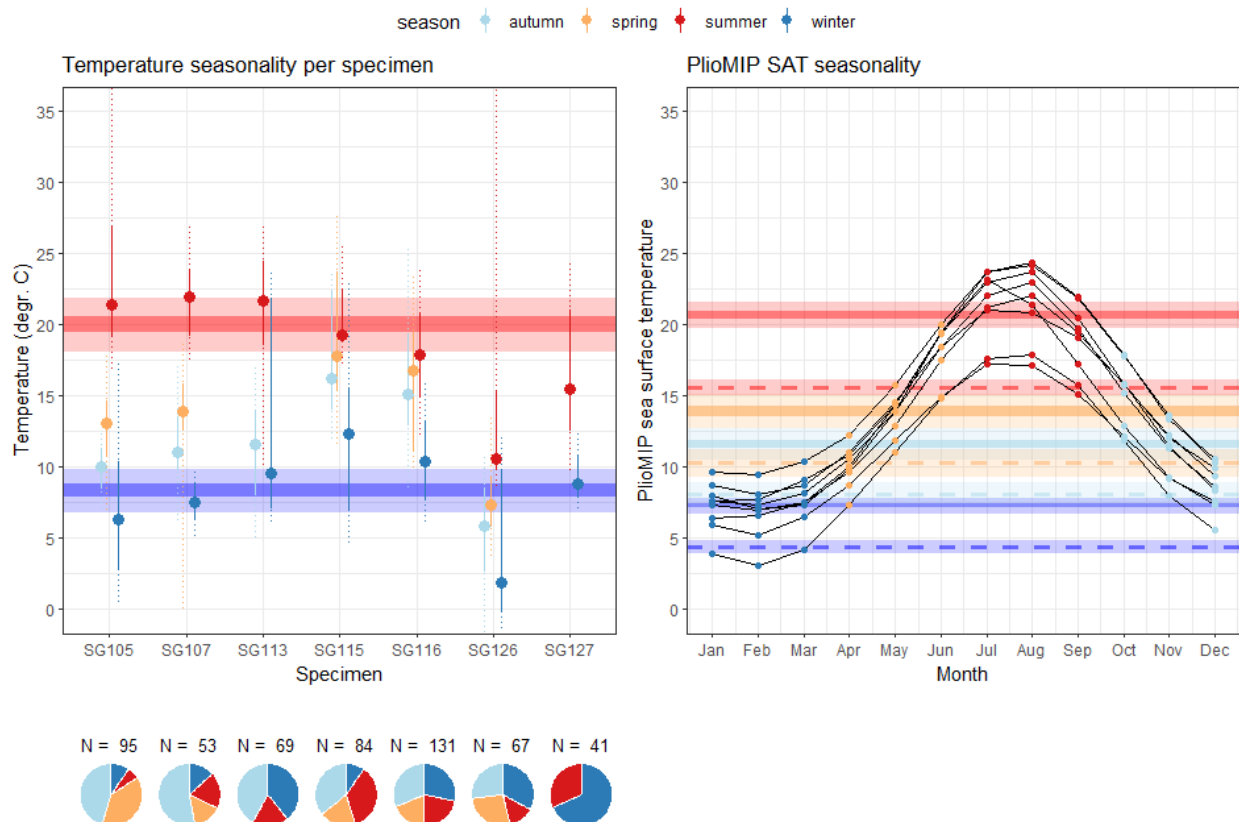 season autumn spring summer winter
Temperature seasonality per specimen
PlioMIP SAT seasonality
Temperature (degr. C)
35
30
25
20
15
10
5
0
SG105 SG107 SG113 SG115 SG116 SG126 SG127
Specimen
PlioMIP sea surface temperature
35
30
25
20
15
10
5
0
Jan Feb Mar Apr May Jun Jul Aug Sep Oct Nov Dec
Month
N = 95 N = 53 N = 69 N = 84 N = 131 N = 67 N = 41